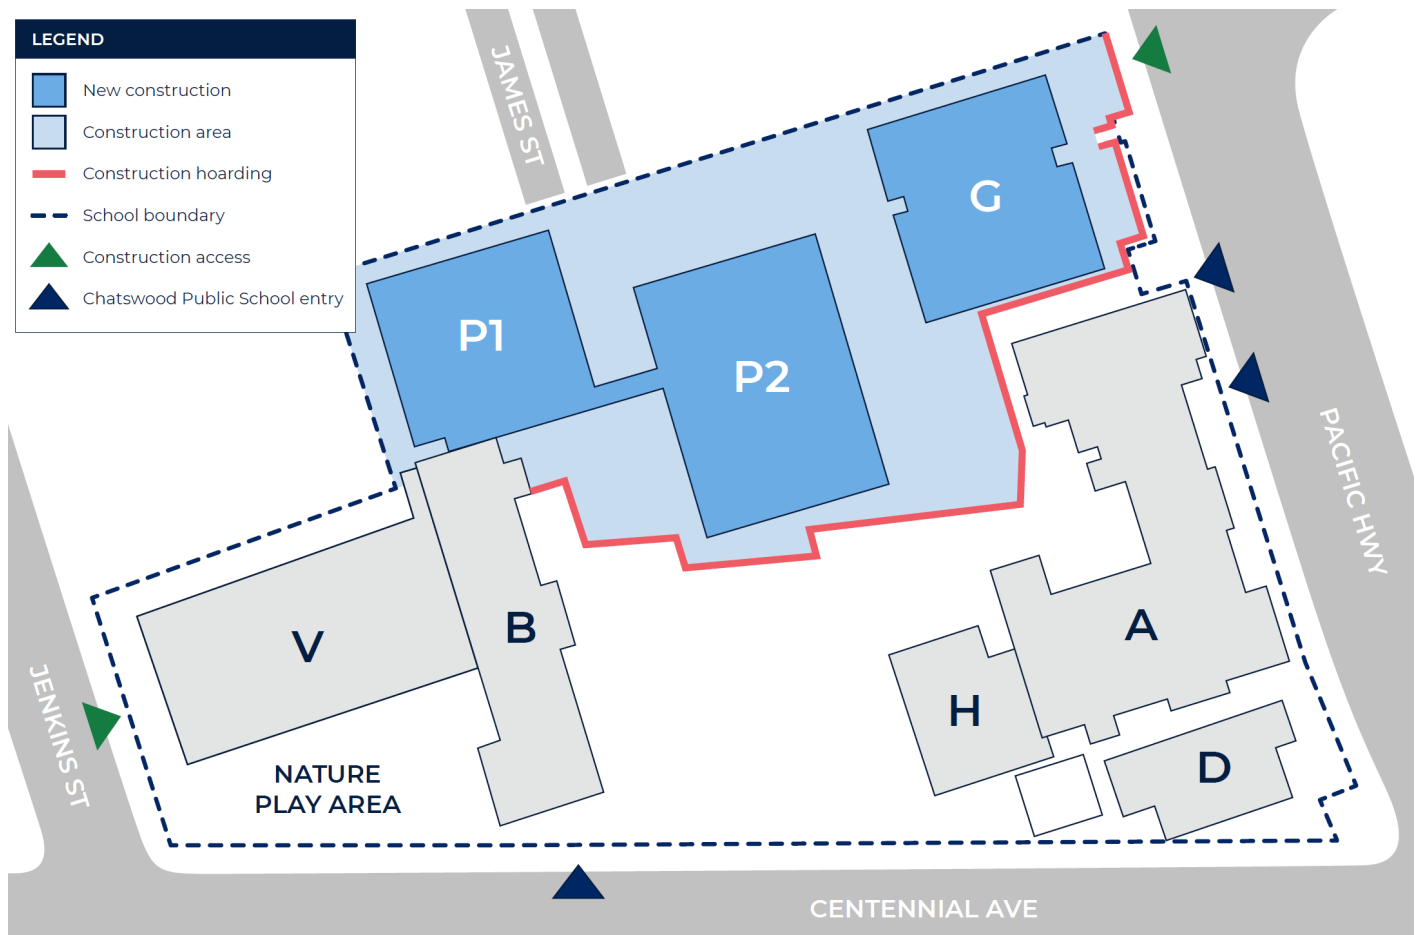 LEGEND
New construction
Construction area
Construction hoarding
School boundary
Construction access
Chatswood Public School entry
JAMES ST
G
P1
P2
PACIFIC HWY
V
B
A
H
D
JENKINS ST
NATURE
PLAY AREA
CENTENNIAL AVE